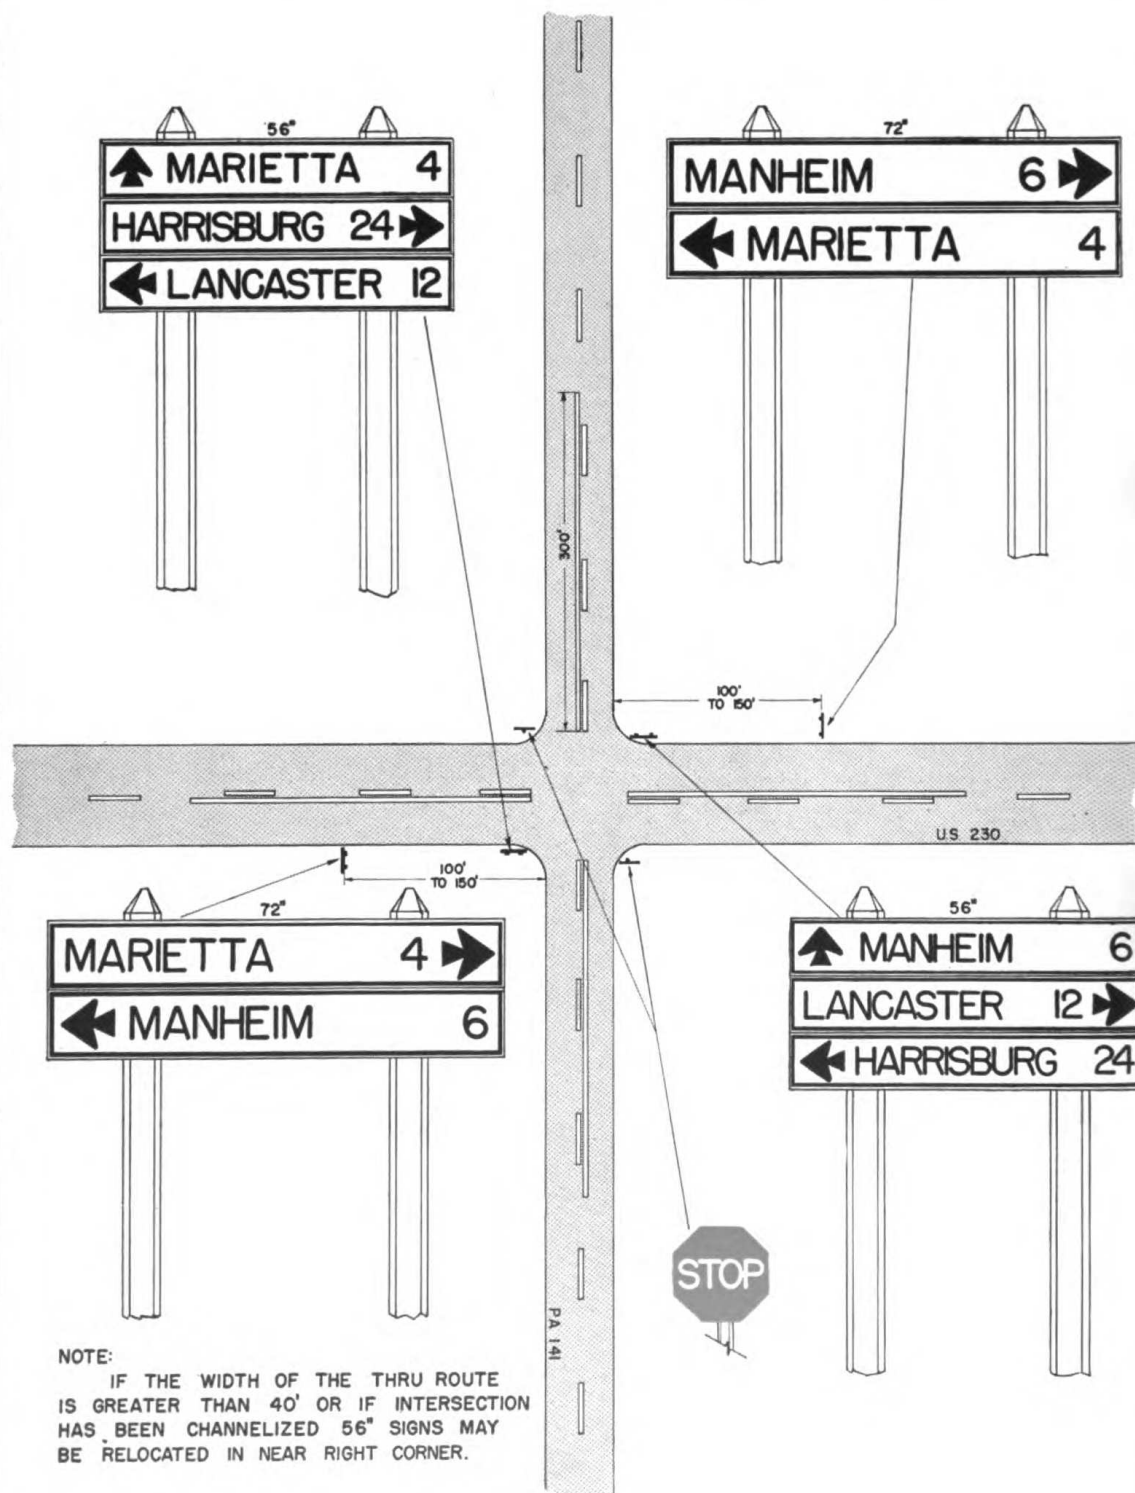 56"
MARIETTA 4
HARRISBURG 24
LANCASTER 12
72"
MANHEIM 6
MARIETTA 4
300'
100'
TO 150'
U.S. 230
100'
TO 150'
72"
MARIETTA 4
MANHEIM 6
56"
MANHEIM 6
LANCASTER 12
HARRISBURG 24
STOP
PA 141
NOTE:
IF THE WIDTH OF THE THRU ROUTE
IS GREATER THAN 40' OR IF INTERSECTION
HAS BEEN CHANNELIZED 56" SIGNS MAY
BE RELOCATED IN NEAR RIGHT CORNER.